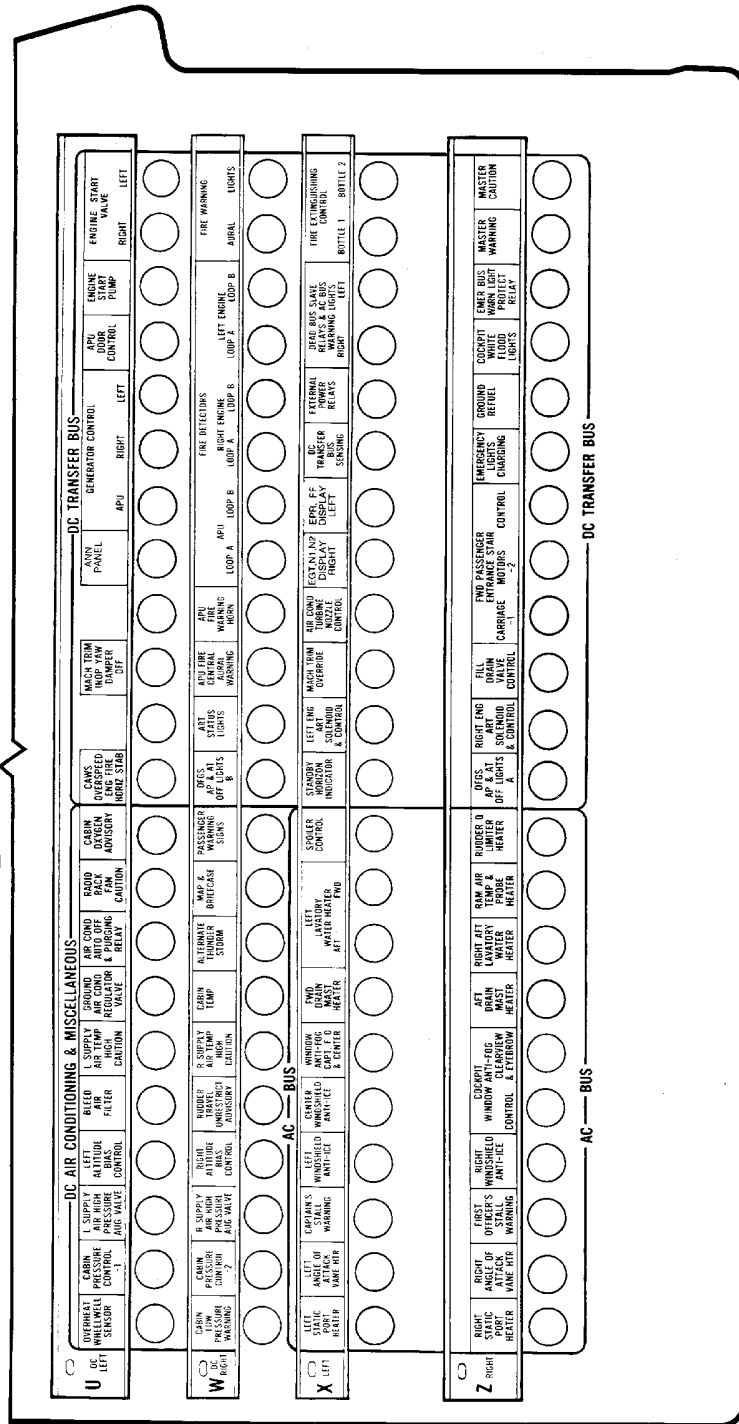 DC AIR CONDITIONING & MISCELLANEOUS
DC TRANSFER BUS
U
DC
LEFT
OVERHEAT
WHEELWELL
SENSOR
CABIN
PRESSURE
CONTROL
-1
L SUPPLY
AIR HIGH
PRESSURE
AUG VALVE
LEFT
ALTITUDE
BIAS
CONTROL
BLEED
AIR
FILTER
L SUPPLY
AIR TEMP
HIGH
CAUTION
GROUND
AIR COND
REGULATOR
VALVE
AIR COND
AUTO OFF
& PURGING
RELAY
RADIO
RACK
FAN
CAUTION
CABIN
OXYGEN
ADVISORY
CAWS
OVERSPEED
ENG FIRE
HORIZ STAB
MACH TRIM
INOP YAW
DAMPER
OFF
ANN
PANEL
GENERATOR CONTROL
APU RIGHT LEFT
APU
DOOR
CONTROL
ENGINE
START
PUMP
ENGINE START
VALVE
RIGHT LEFT
W
DC
RIGHT
CABIN
LOW
PRESSURE
WARNING
CABIN
PRESSURE
CONTROL
-2
R SUPPLY
AIR HIGH
PRESSURE
AUG VALVE
RIGHT
ALTITUDE
BIAS
CONTROL
RUDDER
TRAVEL
UNRESTRICT
ADVISORY
R SUPPLY
AIR TEMP
HIGH
CAUTION
CABIN
TEMP
ALTERNATE
THUNDER
STORM
MAP &
BRIEFCASE
PASSENGER
WARNING
SIGNS
DFGS
AP & AT
OFF LIGHTS
B
ART
STATUS
LIGHTS
APU FIRE
CENTRAL
AURAL
WARNING
APU
FIRE
WARNING
HORN
FIRE DETECTORS
APU
LOOP A LOOP B
RIGHT ENGINE
LOOP A LOOP B
LEFT ENGINE
LOOP A LOOP B
FIRE WARNING
AURAL LIGHTS
AC BUS
X
LEFT
LEFT
STATIC
PORT
HEATER
LEFT
ANGLE OF
ATTACK
VANE HTR
CAPTAIN'S
STALL
WARNING
LEFT
WINDSHIELD
ANTI-ICE
CENTER
WINDSHIELD
ANTI-ICE
WINDOW
ANTI-FOG
CAPT. F O
& CENTER
FWD
DRAIN
MAST
HEATER
LEFT
LAVATORY
WATER HEATER
AFT FWD
SPOILER
CONTROL
STANDBY
HORIZON
INDICATOR
LEFT ENG
ART
SOLENOID
& CONTROL
MACH TRIM
OVERRIDE
AIR COND
TURBINE
NOZZLE
CONTROL
EGT,N1,N2
DISPLAY
RIGHT
EPR, FF
DISPLAY
LEFT
DC
TRANSFER
BUS
SENSING
EXTERNAL
POWER
RELAYS
DEAD BUS SLAVE
RELAYS & AC BUS
WARNING LIGHTS
RIGHT LEFT
FIRE EXTINGUISHING
CONTROL
BOTTLE 1 BOTTLE 2
Z
RIGHT
RIGHT
STATIC
PORT
HEATER
RIGHT
ANGLE OF
ATTACK
VANE HTR
FIRST
OFFICER'S
STALL
WARNING
RIGHT
WINDSHIELD
ANTI-ICE
COCKPIT
WINDOW ANTI-FOG
CLEARVIEW
CONTROL & EYEBROW
AFT
DRAIN
MAST
HEATER
RIGHT AFT
LAVATORY
WATER
HEATER
RAM AIR
TEMP &
PROBE
HEATER
RUDDER Q
LIMITER
HEATER
DFGS
AP & AT
OFF LIGHTS
A
RIGHT ENG
ART
SOLENOID
& CONTROL
FILL
DRAIN
VALVE
CONTROL
FWD PASSENGER
ENTRANCE STAIR
CARRIAGE MOTORS CONTROL
-1 -2
EMERGENCY
LIGHTS
CHARGING
GROUND
REFUEL
COCKPIT
WHITE
FLOOD
LIGHTS
EMER BUS
WARN LIGHT
PROTECT
RELAY
MASTER
WARNING
MASTER
CAUTION
AC BUS
DC TRANSFER BUS